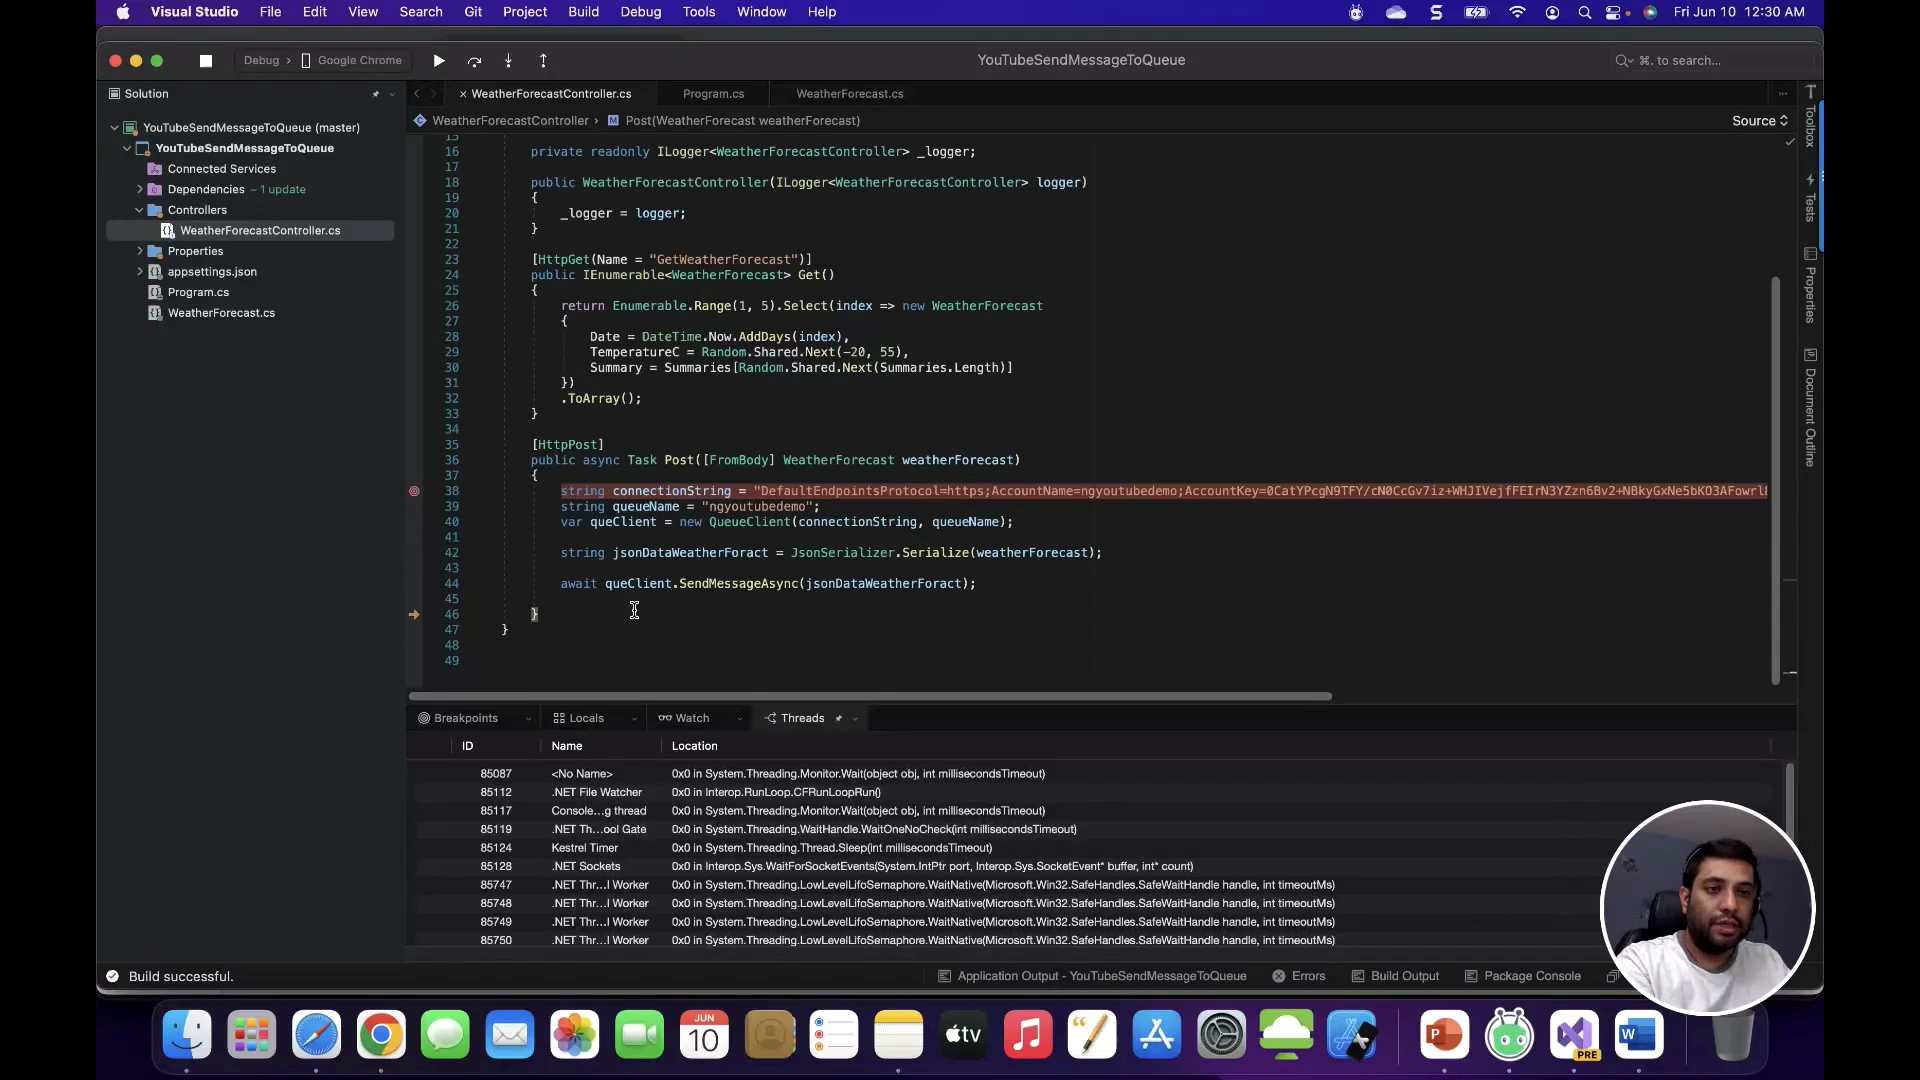 Visual Studio File Edit View Search Git Project Build Debug Tools Window Help Fri Jun 10 12:30 AM
Debug › Google Chrome YouTubeSendMessageToQueue ⌘. to search...
Solution
YouTubeSendMessageToQueue (master)
YouTubeSendMessageToQueue
Connected Services
Dependencies – 1 update
Controllers
WeatherForecastController.cs
Properties
appsettings.json
Program.cs
WeatherForecast.cs
× WeatherForecastController.cs Program.cs WeatherForecast.cs
WeatherForecastController › M Post(WeatherForecast weatherForecast) Source
15
16 private readonly ILogger<WeatherForecastController> _logger;
17
18 public WeatherForecastController(ILogger<WeatherForecastController> logger)
19 {
20 _logger = logger;
21 }
22
23 [HttpGet(Name = "GetWeatherForecast")]
24 public IEnumerable<WeatherForecast> Get()
25 {
26 return Enumerable.Range(1, 5).Select(index => new WeatherForecast
27 {
28 Date = DateTime.Now.AddDays(index),
29 TemperatureC = Random.Shared.Next(-20, 55),
30 Summary = Summaries[Random.Shared.Next(Summaries.Length)]
31 })
32 .ToArray();
33 }
34
35 [HttpPost]
36 public async Task Post([FromBody] WeatherForecast weatherForecast)
37 {
38 string connectionString = "DefaultEndpointsProtocol=https;AccountName=ngyoutubedemo;
39 string queueName = "ngyoutubedemo";
40 var queClient = new QueueClient(connectionString, queueName);
41
42 string jsonDataWeatherForact = JsonSerializer.Serialize(weatherForecast);
43
44 await queClient.SendMessageAsync(jsonDataWeatherForact);
45
46 }
47 }
48
49
Toolbox
Tests
Properties
Document Outline
Breakpoints Locals Watch Threads
ID Name Location
85087 <No Name> 0x0 in System.Threading.Monitor.Wait(object obj, int millisecondsTimeout)
85112 .NET File Watcher 0x0 in Interop.RunLoop.CFRunLoopRun()
85117 Console...g thread 0x0 in System.Threading.Monitor.Wait(object obj, int millisecondsTimeout)
85119 .NET Th...ool Gate 0x0 in System.Threading.WaitHandle.WaitOneNoCheck(int millisecondsTimeout)
85124 Kestrel Timer 0x0 in System.Threading.Thread.Sleep(int millisecondsTimeout)
85128 .NET Sockets 0x0 in Interop.Sys.WaitForSocketEvents(System.IntPtr port, Interop.Sys.SocketEvent* buffer, int* count)
85747 .NET Thr...l Worker 0x0 in System.Threading.LowLevelLifoSemaphore.WaitNative(Microsoft.Win32.SafeHandles.SafeWaitHandle handle, int timeoutMs)
85748 .NET Thr...l Worker 0x0 in System.Threading.LowLevelLifoSemaphore.WaitNative(Microsoft.Win32.SafeHandles.SafeWaitHandle handle, int timeoutMs)
85749 .NET Thr...l Worker 0x0 in System.Threading.LowLevelLifoSemaphore.WaitNative(Microsoft.Win32.SafeHandles.SafeWaitHandle handle, int timeoutMs)
85750 .NET Thr...l Worker 0x0 in System.Threading.LowLevelLifoSemaphore.WaitNative(Microsoft.Win32.SafeHandles.SafeWaitHandle handle, int timeoutMs)
Build successful. Application Output - YouTubeSendMessageToQueue Errors Build Output Package Console
JUN
10
tv
P
PRE
W